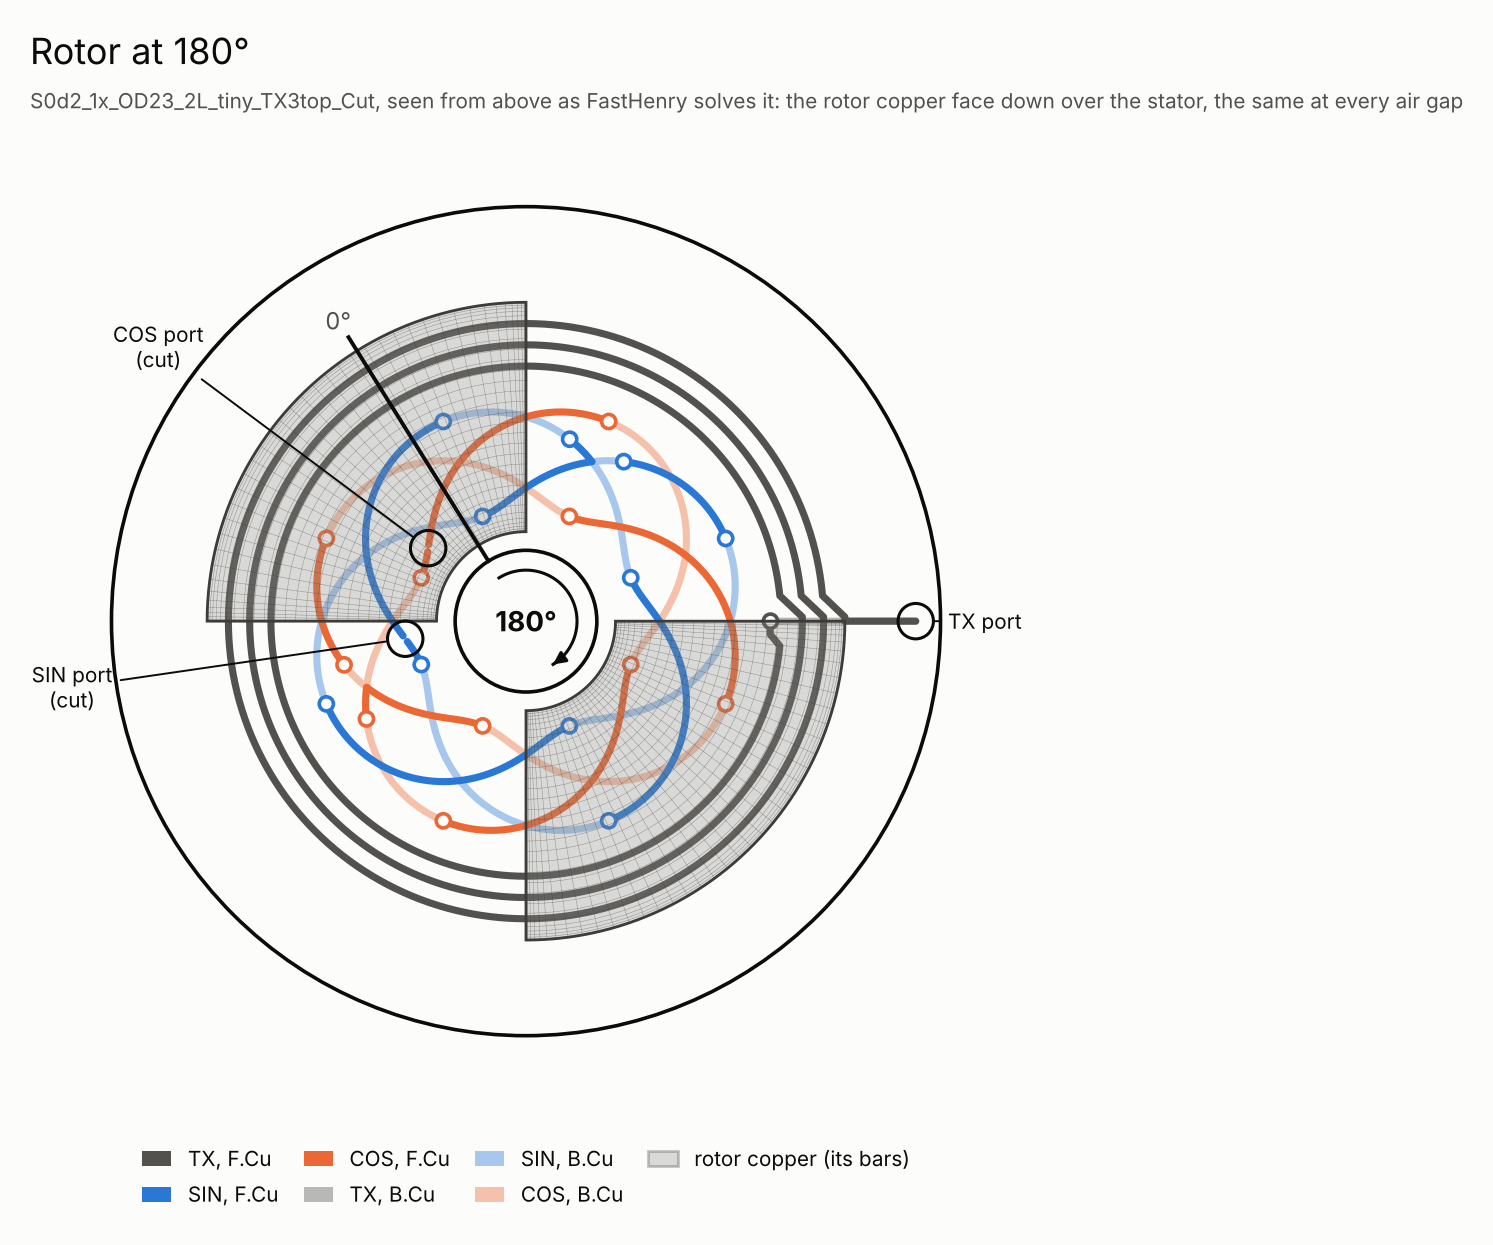 Rotor at 180°
S0d2_1x_OD23_2L_tiny_TX3top_Cut, seen from above as FastHenry solves it: the rotor copper face down over the stator, the same at every air gap
0°
COS port
(cut)
180°
TX port
SIN port
(cut)
TX, F.Cu
COS, F.Cu
SIN, B.Cu
rotor copper (its bars)
SIN, F.Cu
TX, B.Cu
COS, B.Cu